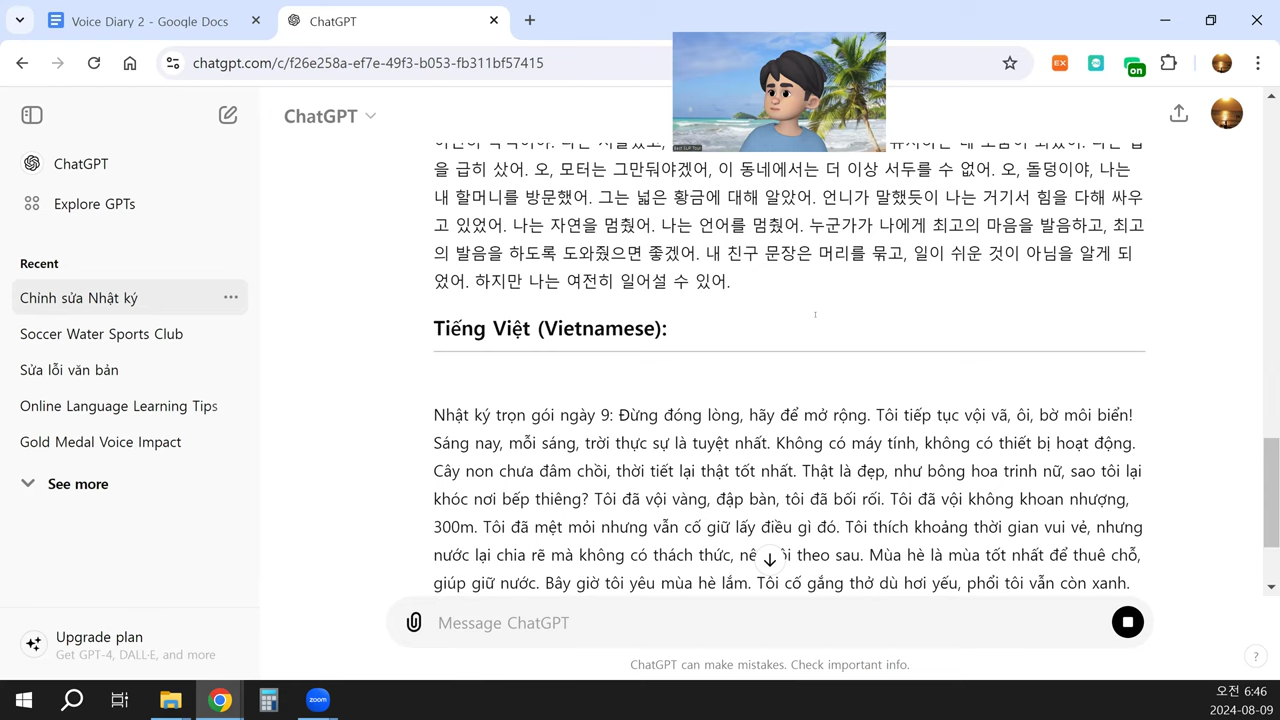 Voice Diary 2 - Google Docs
ChatGPT
chatgpt.com/c/f26e258a-ef7e-49f3-b053-fb311bf57415
EX
on
ChatGPT
Explore GPTs
Recent
Chỉnh sửa Nhật ký
Soccer Water Sports Club
Sửa lỗi văn bản
Online Language Learning Tips
Gold Medal Voice Impact
See more
Upgrade plan
Get GPT-4, DALL·E, and more
ChatGPT
을 급히 샀어. 오, 모터는 그만둬야겠어, 이 동네에서는 더 이상 서두를 수 없어. 오, 돌덩이야, 나는
내 할머니를 방문했어. 그는 넓은 황금에 대해 알았어. 언니가 말했듯이 나는 거기서 힘을 다해 싸우
고 있었어. 나는 자연을 멈췄어. 나는 언어를 멈췄어. 누군가가 나에게 최고의 마음을 발음하고, 최고
의 발음을 하도록 도와줬으면 좋겠어. 내 친구 문장은 머리를 묶고, 일이 쉬운 것이 아님을 알게 되
었어. 하지만 나는 여전히 일어설 수 있어.
Tiếng Việt (Vietnamese):
Nhật ký trọn gói ngày 9: Đừng đóng lòng, hãy để mở rộng. Tôi tiếp tục vội vã, ôi, bờ môi biển!
Sáng nay, mỗi sáng, trời thực sự là tuyệt nhất. Không có máy tính, không có thiết bị hoạt động.
Cây non chưa đâm chồi, thời tiết lại thật tốt nhất. Thật là đẹp, như bông hoa trinh nữ, sao tôi lại
khóc nơi bếp thiêng? Tôi đã vội vàng, đập bàn, tôi đã bối rối. Tôi đã vội không khoan nhượng,
300m. Tôi đã mệt mỏi nhưng vẫn cố giữ lấy điều gì đó. Tôi thích khoảng thời gian vui vẻ, nhưng
nước lại chia rẽ mà không có thách thức, theo sau. Mùa hè là mùa tốt nhất để thuê chỗ,
giúp giữ nước. Bây giờ tôi yêu mùa hè lắm. Tôi cố gắng thở dù hơi yếu, phổi tôi vẫn còn xanh.
Message ChatGPT
ChatGPT can make mistakes. Check important info.
?
zoom
오전 6:46
2024-08-09